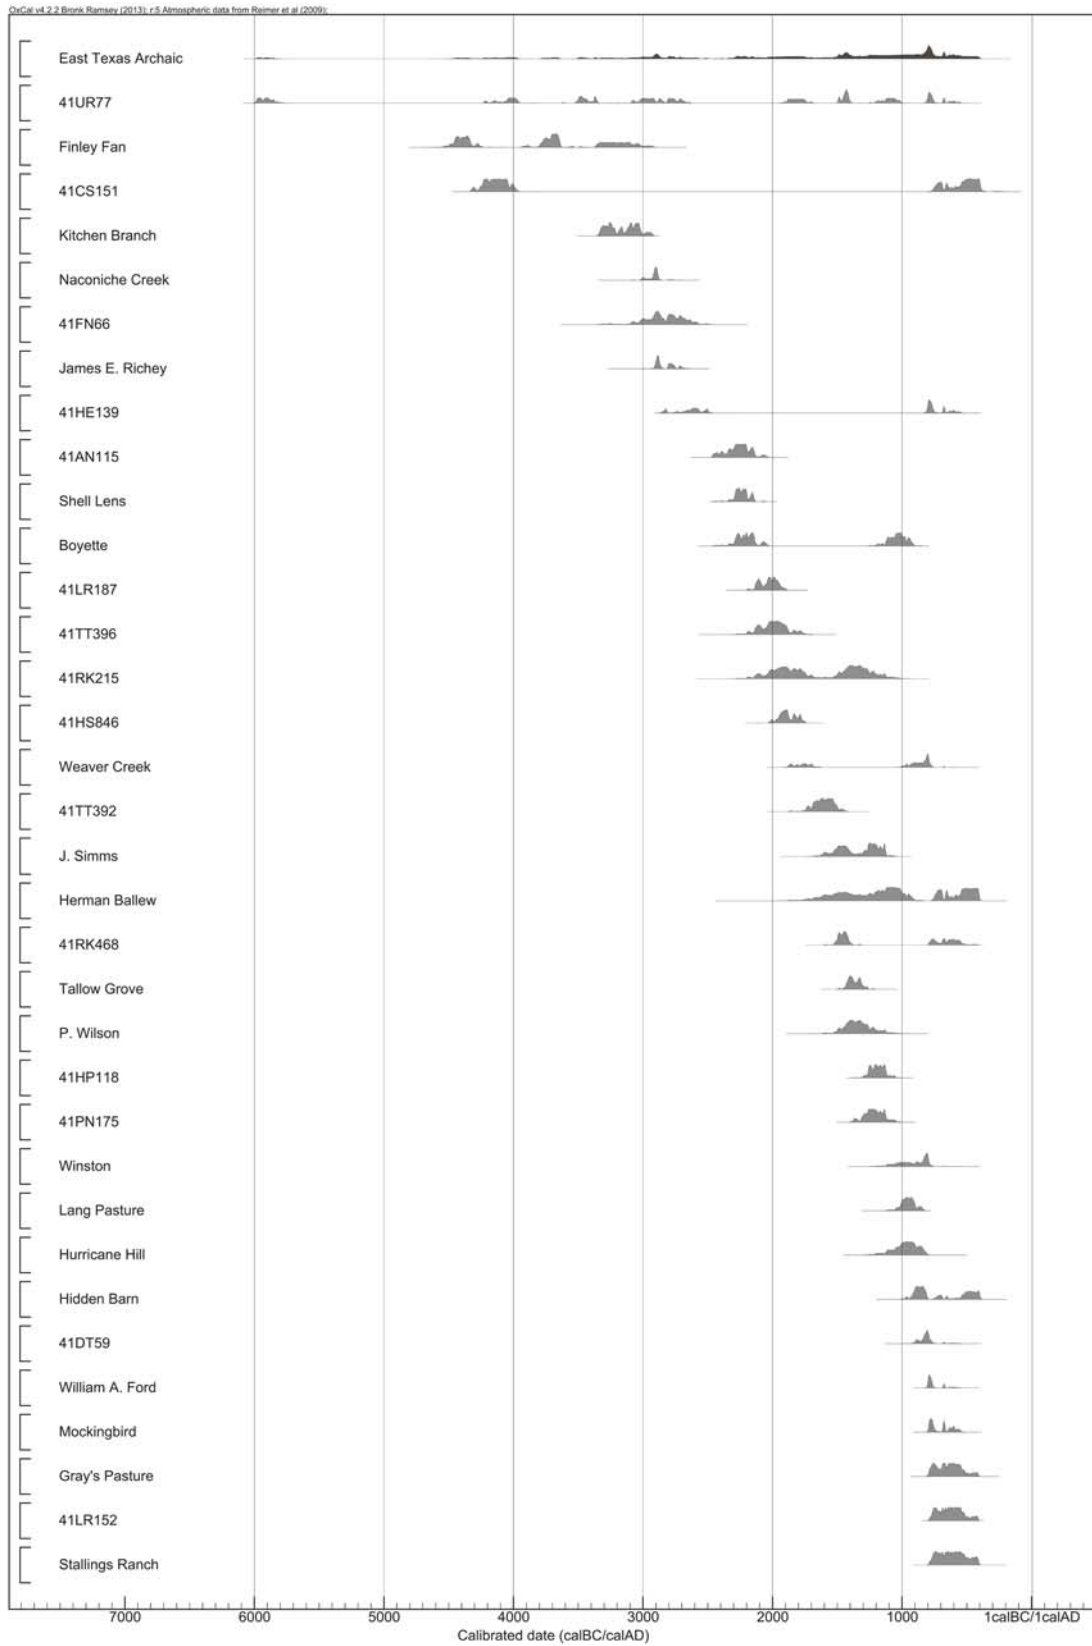 OxCal v4.2.2 Bronk Ramsey (2013); r:5 Atmospheric data from Reimer et al (2009);
East Texas Archaic
41UR77
Finley Fan
41CS151
Kitchen Branch
Naconiche Creek
41FN66
James E. Richey
41HE139
41AN115
Shell Lens
Boyette
41LR187
41TT396
41RK215
41HS846
Weaver Creek
41TT392
J. Simms
Herman Ballew
41RK468
Tallow Grove
P. Wilson
41HP118
41PN175
Winston
Lang Pasture
Hurricane Hill
Hidden Barn
41DT59
William A. Ford
Mockingbird
Gray's Pasture
41LR152
Stallings Ranch
7000 6000 5000 4000 3000 2000 1000 1calBC/1calAD
Calibrated date (calBC/calAD)